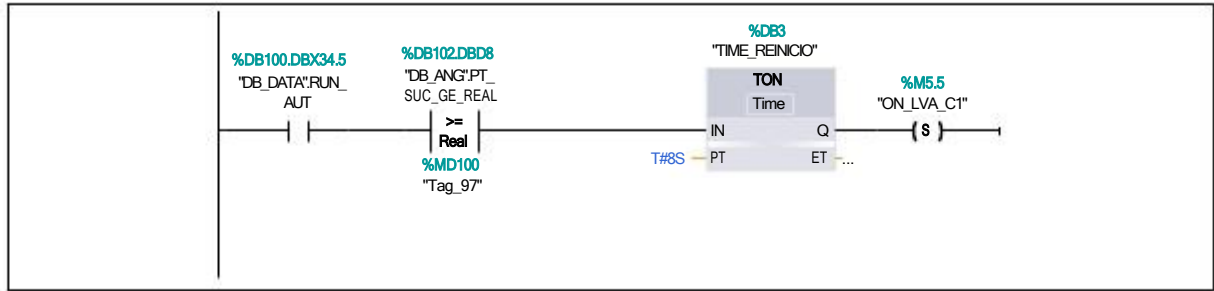 %DB100.DBX34.5
"DB_DATA".RUN_
AUT
%DB102.DBD8
"DB_ANG".PT_
SUC_GE_REAL
>=
Real
%MD100
"Tag_97"
%DB3
"TIME_REINICIO"
TON
Time
IN
Q
T#8S
PT
ET
...
%M5.5
"ON_LVA_C1"
S